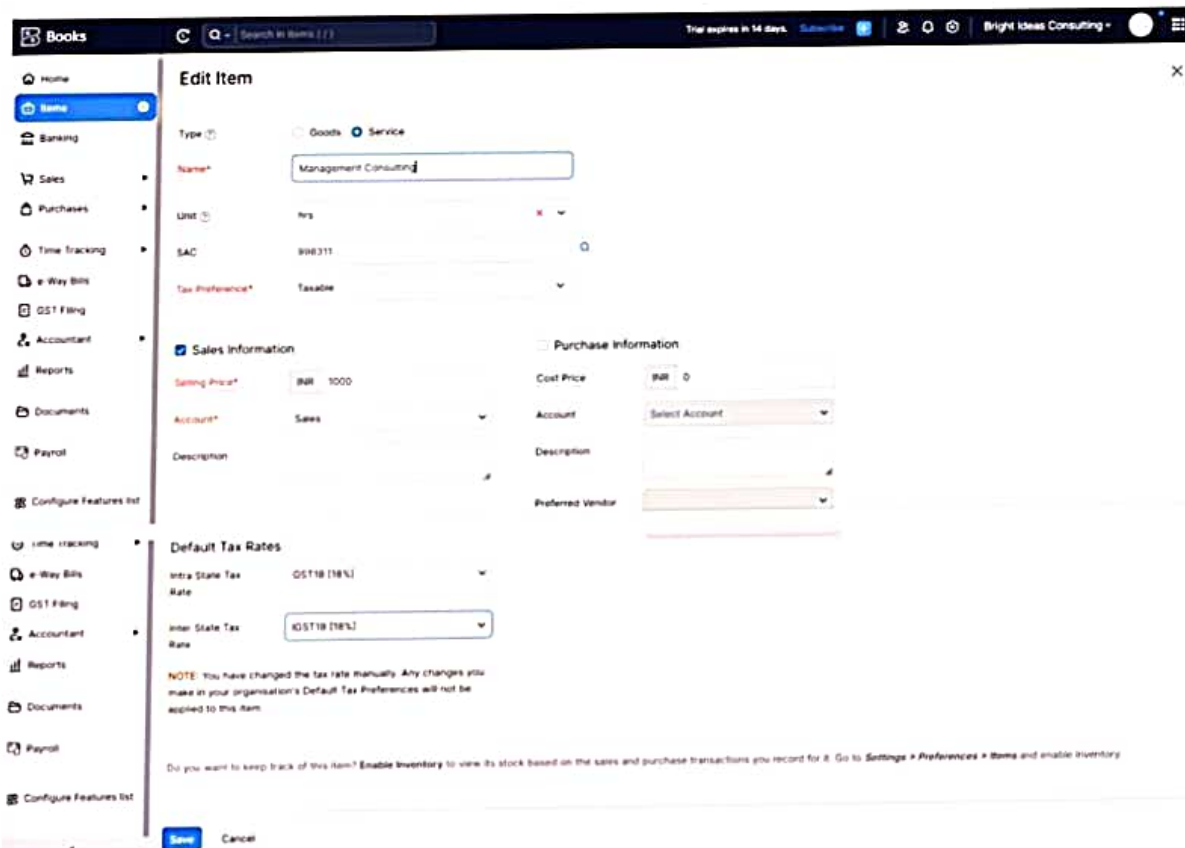 Books
Search in Items ( / )
Trial expires in 14 days. Subscribe
Bright Ideas Consulting
Home
Items
Banking
Sales
Purchases
Time Tracking
e-Way Bills
GST Filing
Accountant
Reports
Documents
Payroll
Configure Features list
Edit Item
Type
Goods
Service
Name*
Management Consulting
Unit
hrs
SAC
998311
Tax Preference*
Taxable
Sales Information
Selling Price*
INR 1000
Account*
Sales
Description
Purchase Information
Cost Price
INR 0
Account
Select Account
Description
Preferred Vendor
Time Tracking
e-Way Bills
GST Filing
Accountant
Reports
Documents
Payroll
Configure Features list
Default Tax Rates
Intra State Tax
Rate
GST18 [18%]
Inter State Tax
Rate
IGST18 [18%]
NOTE: You have changed the tax rate manually. Any changes you
make in your organisation's Default Tax Preferences will not be
applied to this item.
Do you want to keep track of this item? Enable Inventory to view its stock based on the sales and purchase transactions you record for it. Go to Settings > Preferences > Items and enable inventory.
Save
Cancel